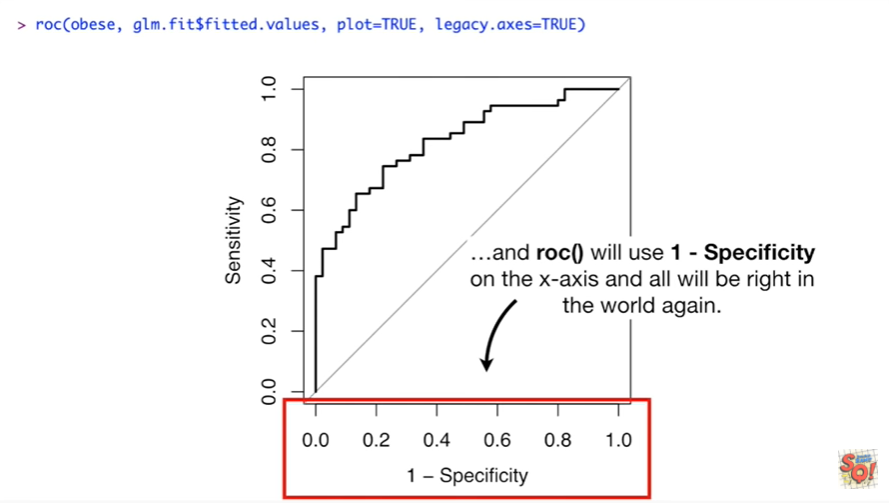 > roc(obese, glm.fit$fitted.values, plot=TRUE, legacy.axes=TRUE)
1.0
0.8
0.6
0.4
0.2
0.0
Sensitivity
…and roc() will use 1 - Specificity
on the x-axis and all will be right in
the world again.
0.0 0.2 0.4 0.6 0.8 1.0
1 – Specificity
SQ!